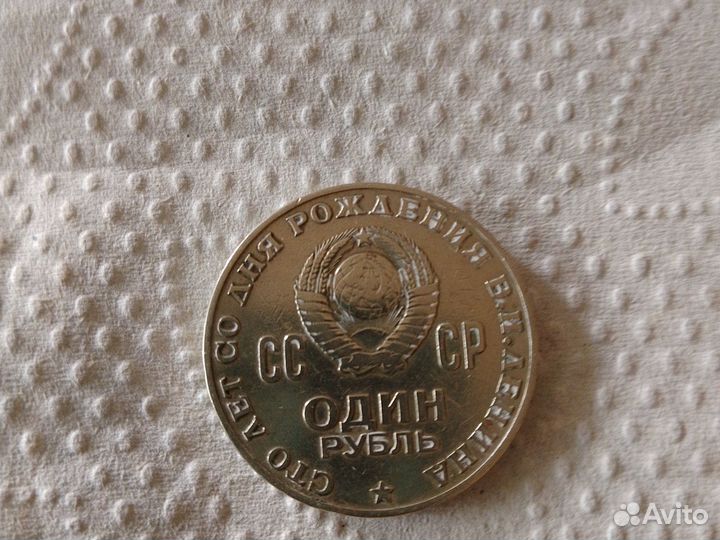 СТО ЛЕТ СО ДНЯ РОЖДЕНИЯ В.И.ЛЕНИНА
СС СР
ОДИН
РУБЛЬ
Avito